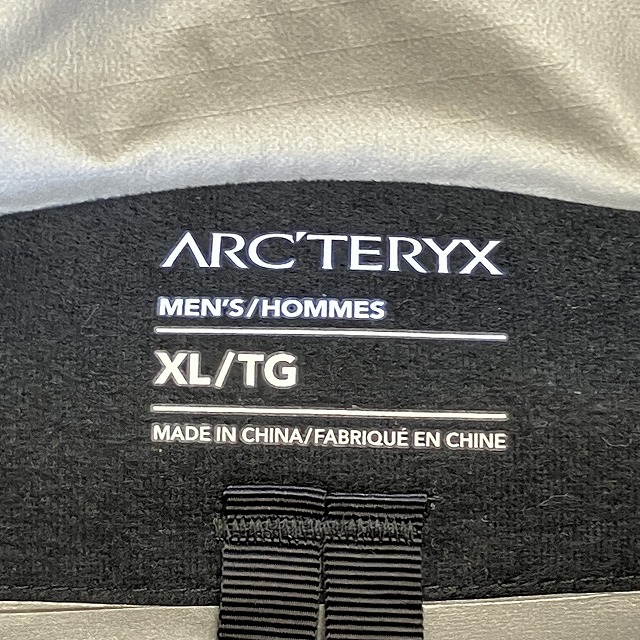 ARC'TERYX
MEN'S/HOMMES
XL/TG
MADE IN CHINA/FABRIQUÉ EN CHINE